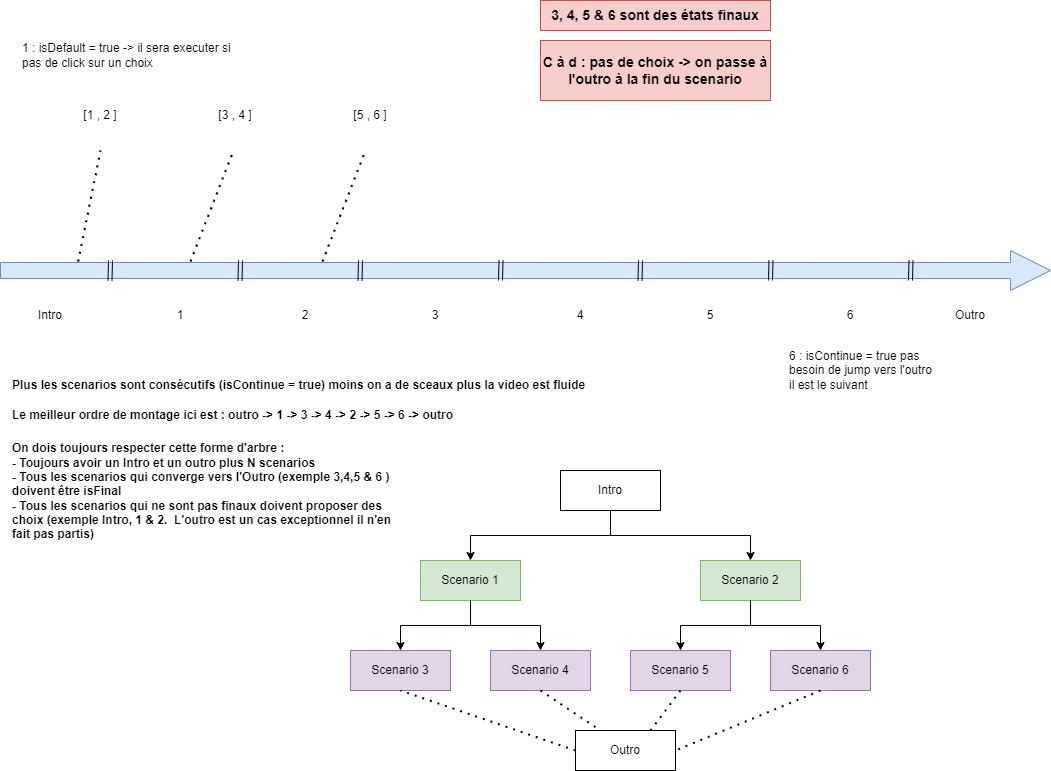 3, 4, 5 & 6 sont des états finaux
C à d : pas de choix -> on passe à
l'outro à la fin du scenario
1 : isDefault = true -> il sera executer si
pas de click sur un choix
[1 , 2 ]
[3 , 4 ]
[5 , 6 ]
Intro
1
2
3
4
5
6
Outro
6 : isContinue = true pas
besoin de jump vers l'outro
il est le suivant
Plus les scenarios sont consécutifs (isContinue = true) moins on a de sceaux plus la video est fluide
Le meilleur ordre de montage ici est : outro -> 1 -> 3 -> 4 -> 2 -> 5 -> 6 -> outro
On dois toujours respecter cette forme d'arbre :
- Toujours avoir un Intro et un outro plus N scenarios
- Tous les scenarios qui converge vers l'Outro (exemple 3,4,5 & 6 )
doivent être isFinal
- Tous les scenarios qui ne sont pas finaux doivent proposer des
choix (exemple Intro, 1 & 2. L'outro est un cas exceptionnel il n'en
fait pas partis)
Intro
Scenario 1
Scenario 2
Scenario 3
Scenario 4
Scenario 5
Scenario 6
Outro